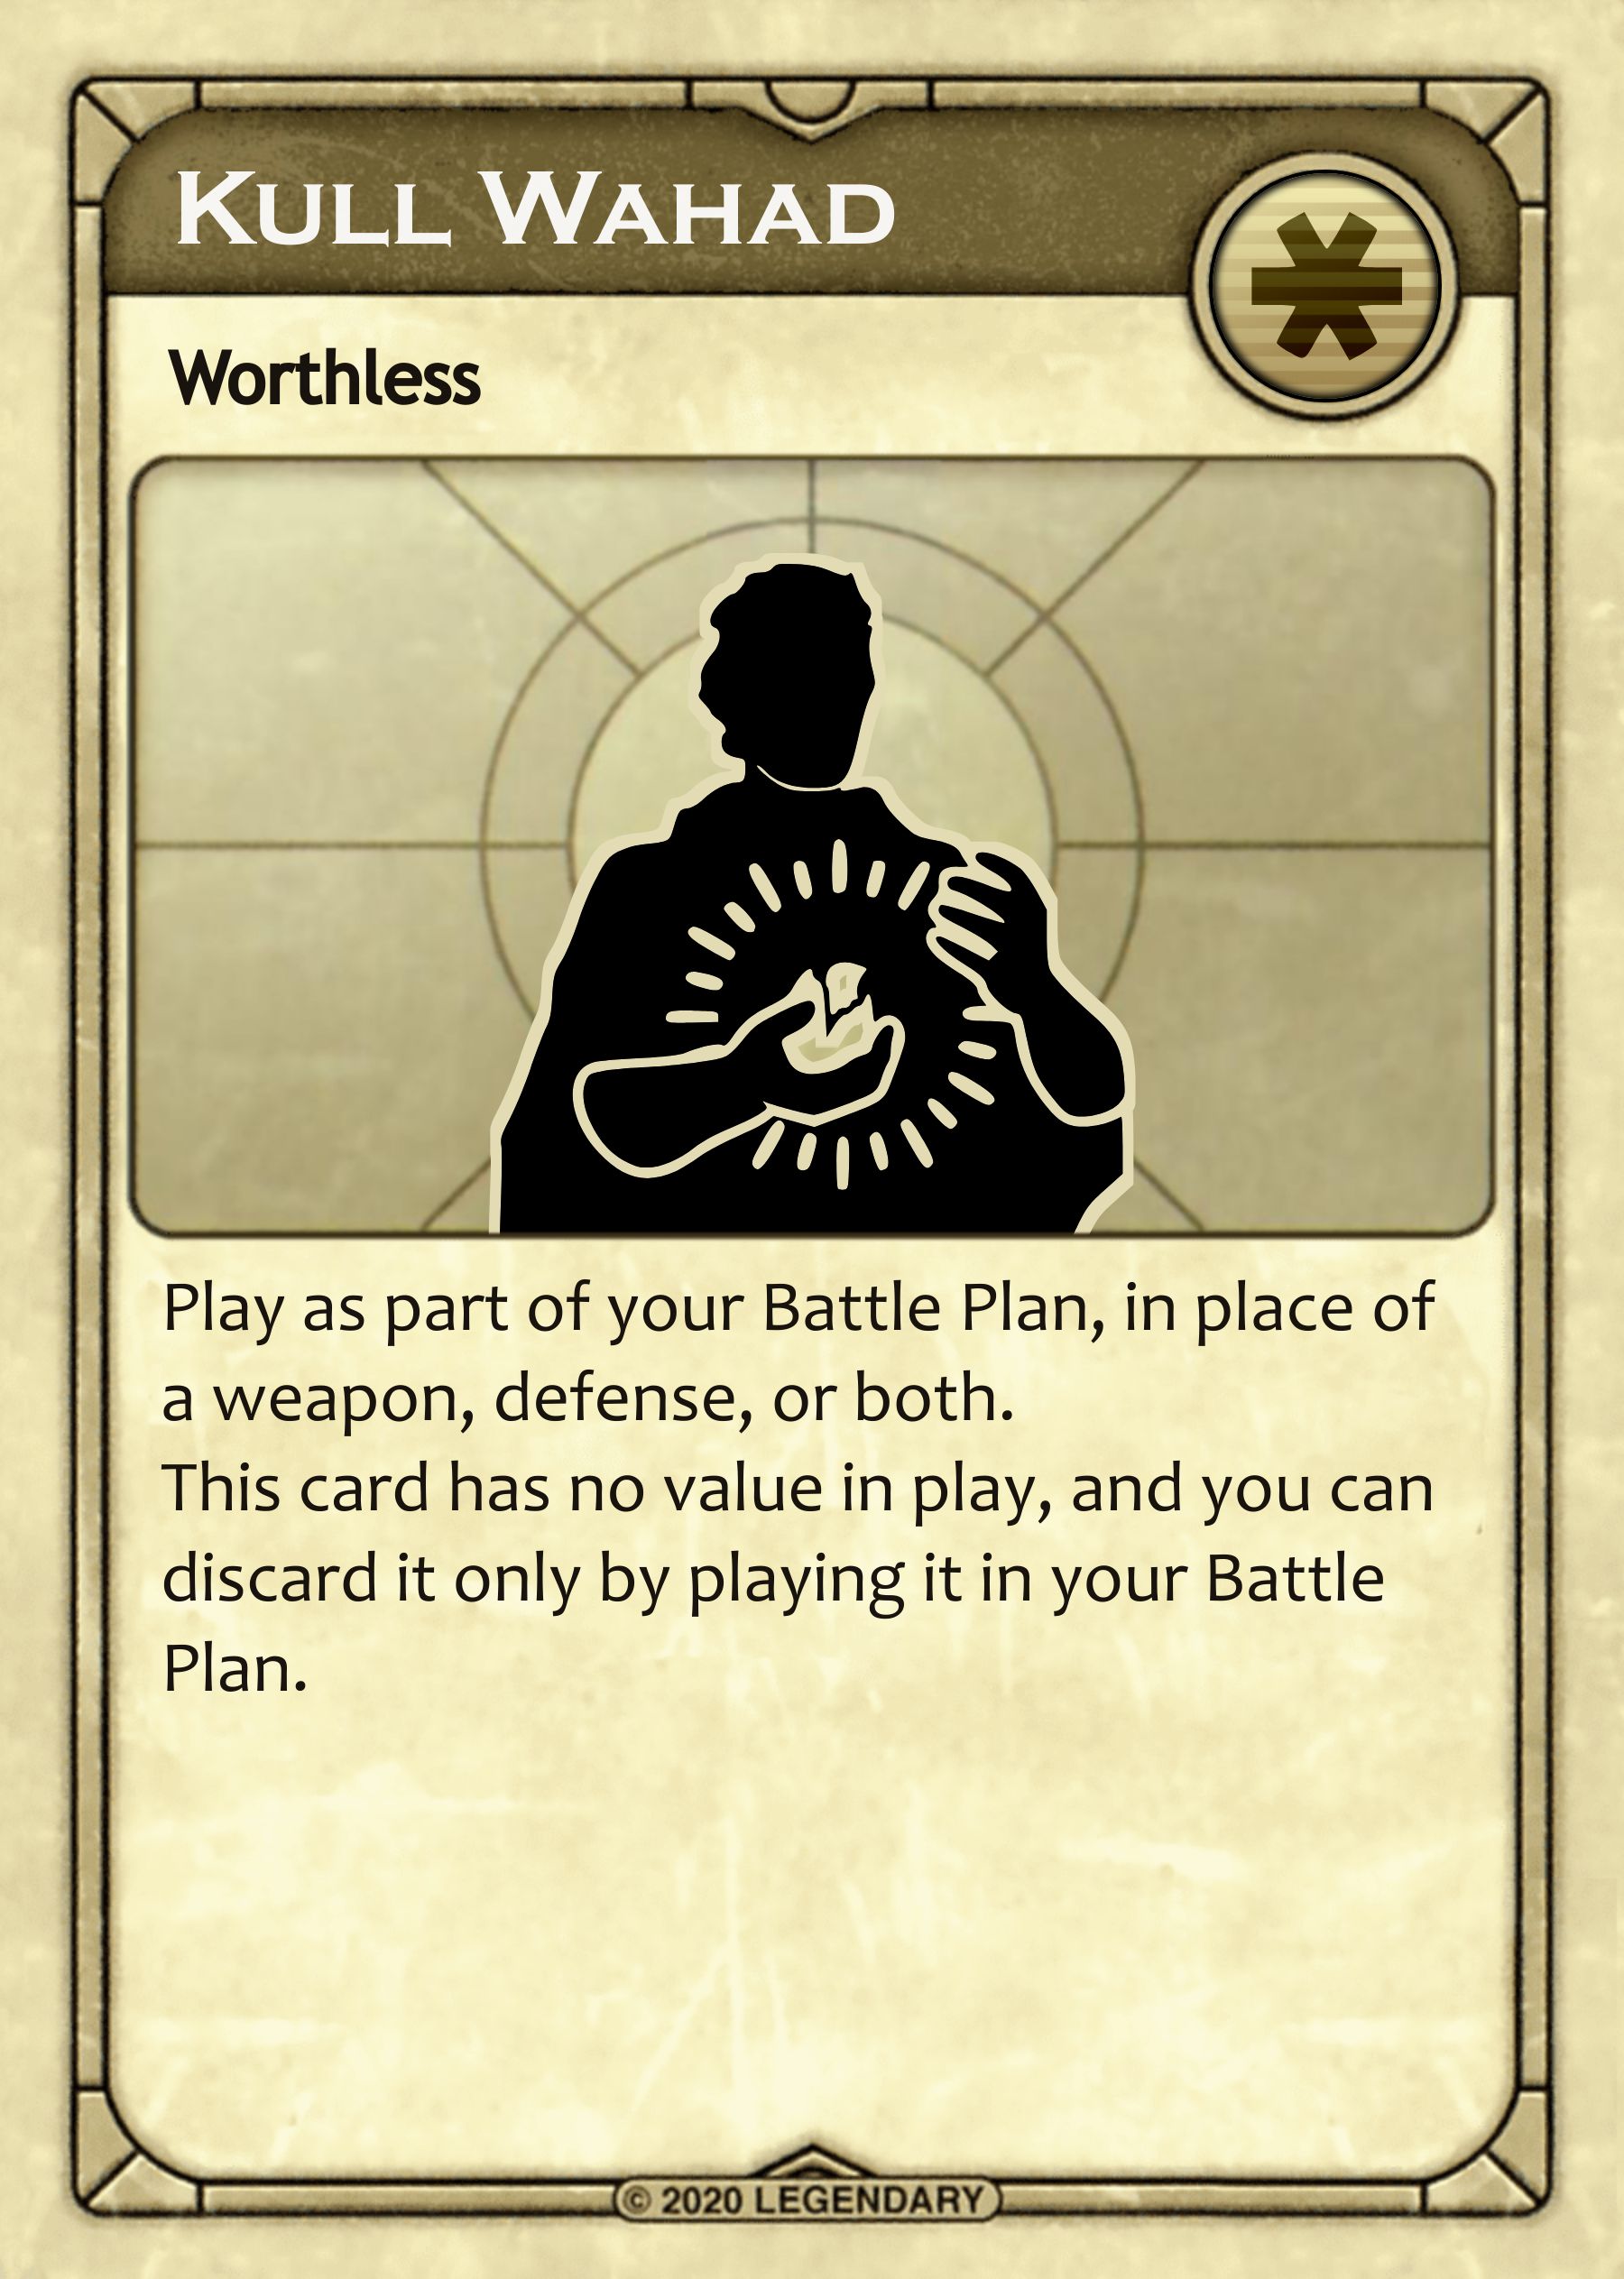 KULL WAHAD
Worthless
Play as part of your Battle Plan, in place of
a weapon, defense, or both.
This card has no value in play, and you can
discard it only by playing it in your Battle
Plan.
© 2020 LEGENDARY